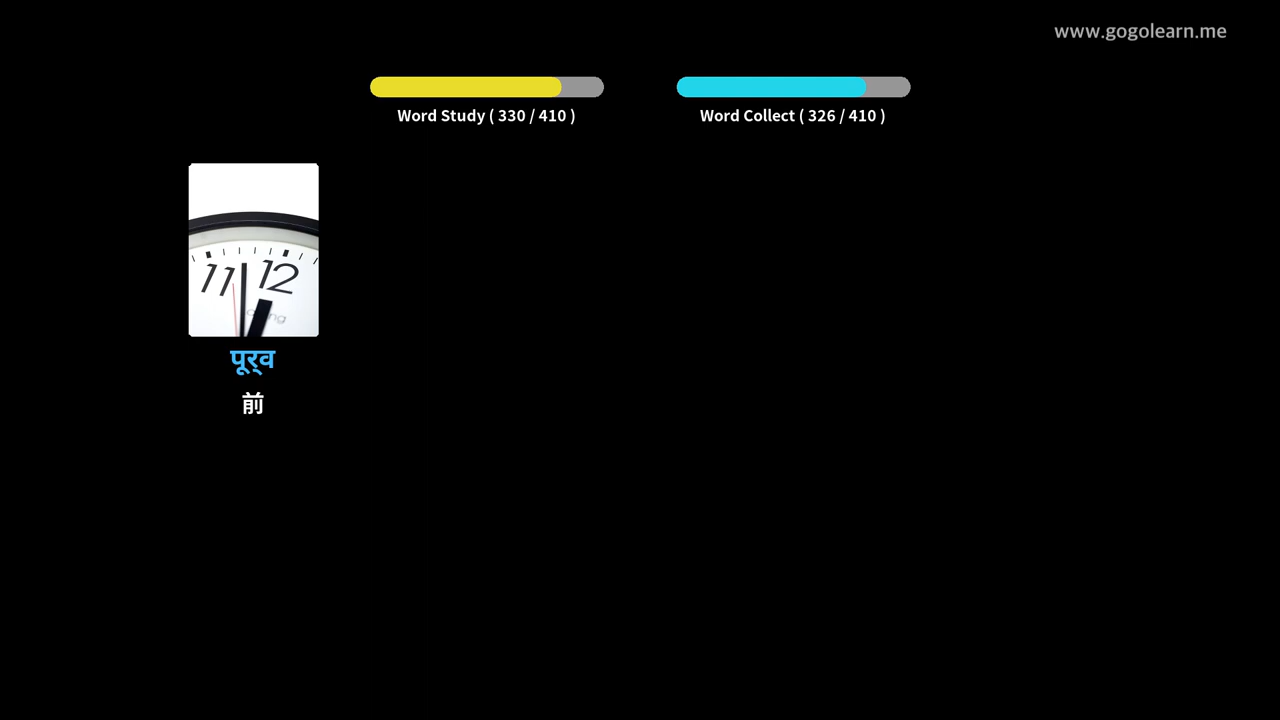 www.gogolearn.me
Word Study ( 330 / 410 )
Word Collect ( 326 / 410 )
11 12
पूर्व
前